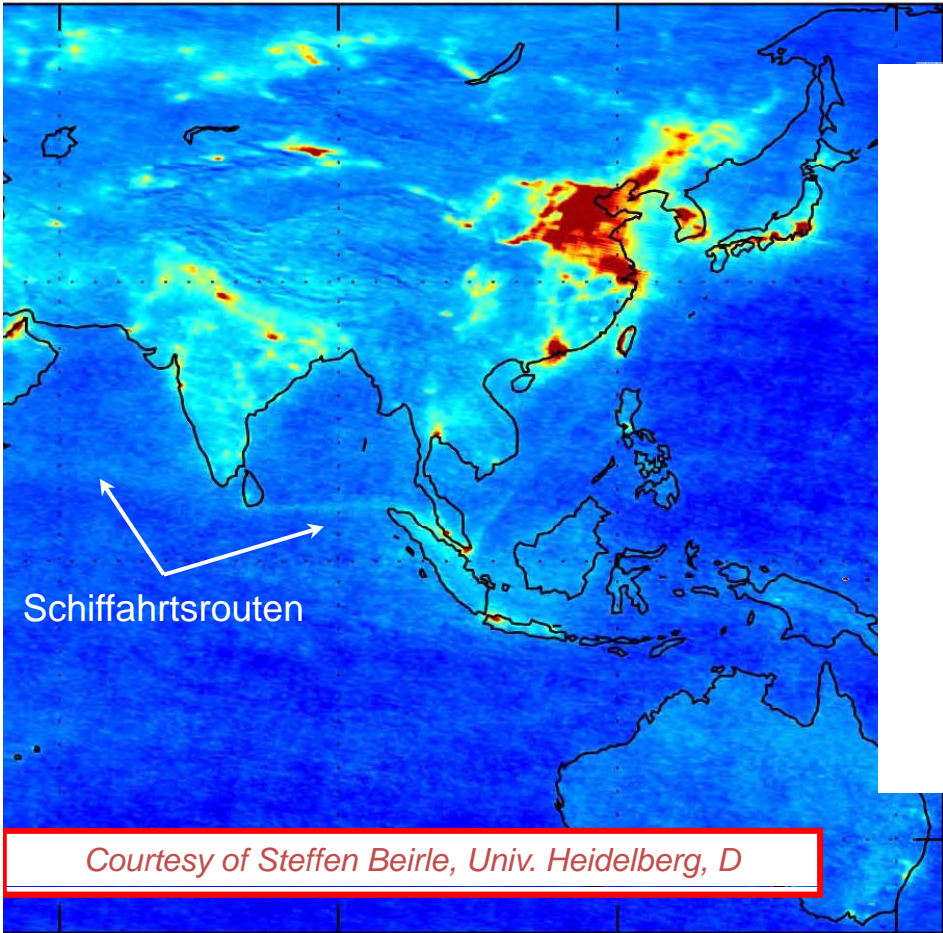 Schiffahrtsrouten
Courtesy of Steffen Beirle, Univ. Heidelberg, D